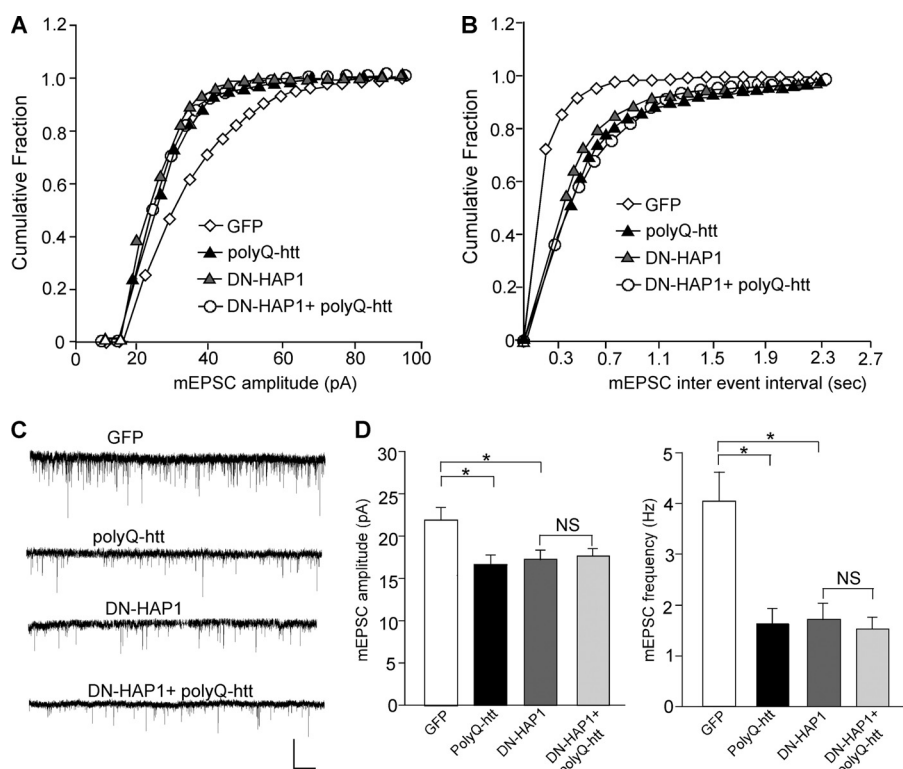 A
1.2
1.0
0.8
0.6
0.4
0.2
0
Cumulative Fraction
0 20 40 60 80 100
mEPSC amplitude (pA)
GFP
polyQ-htt
DN-HAP1
DN-HAP1+ polyQ-htt
B
1.2
1.0
0.8
0.6
0.4
0.2
0
Cumulative Fraction
0.3 0.7 1.1 1.5 1.9 2.3 2.7
mEPSC inter event interval (sec)
GFP
polyQ-htt
DN-HAP1
DN-HAP1+ polyQ-htt
C
GFP
polyQ-htt
DN-HAP1
DN-HAP1+ polyQ-htt
D
30
25
20
15
10
5
0
mEPSC amplitude (pA)
*
*
NS
GFP
PolyQ-htt
DN-HAP1
DN-HAP1+
polyQ-htt
5
4
3
2
1
0
mEPSC frequency (Hz)
*
*
NS
GFP
PolyQ-htt
DN-HAP1
DN-HAP1+
polyQ-htt